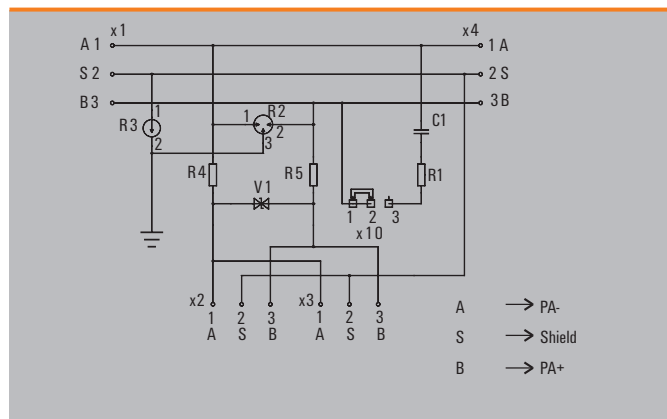 x1 x4
A 1 1 A
S 2 2 S
B 3 3 B
1 R2 C1
R3 1 2
2 3
R4 R5 R1
V1
1 2 3
x10
x2 x3
1 2 3 1 2 3
A S B A S B
A → PA-
S → Shield
B → PA+